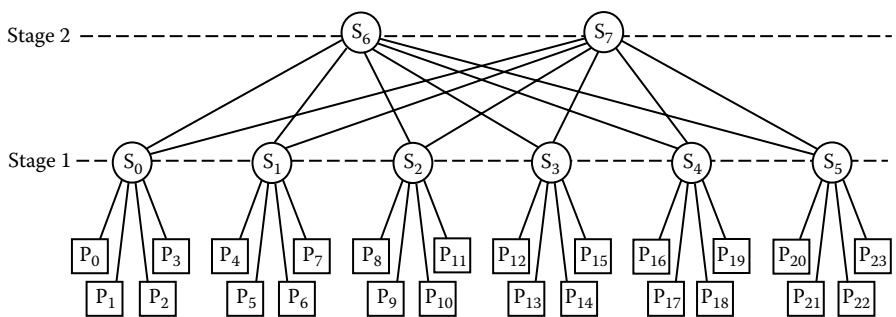 Stage 2 S₆ S₇
Stage 1 S₀ S₁ S₂ S₃ S₄ S₅
P₀ P₃ P₄ P₇ P₈ P₁₁ P₁₂ P₁₅ P₁₆ P₁₉ P₂₀ P₂₃
P₁ P₂ P₅ P₆ P₉ P₁₀ P₁₃ P₁₄ P₁₇ P₁₈ P₂₁ P₂₂